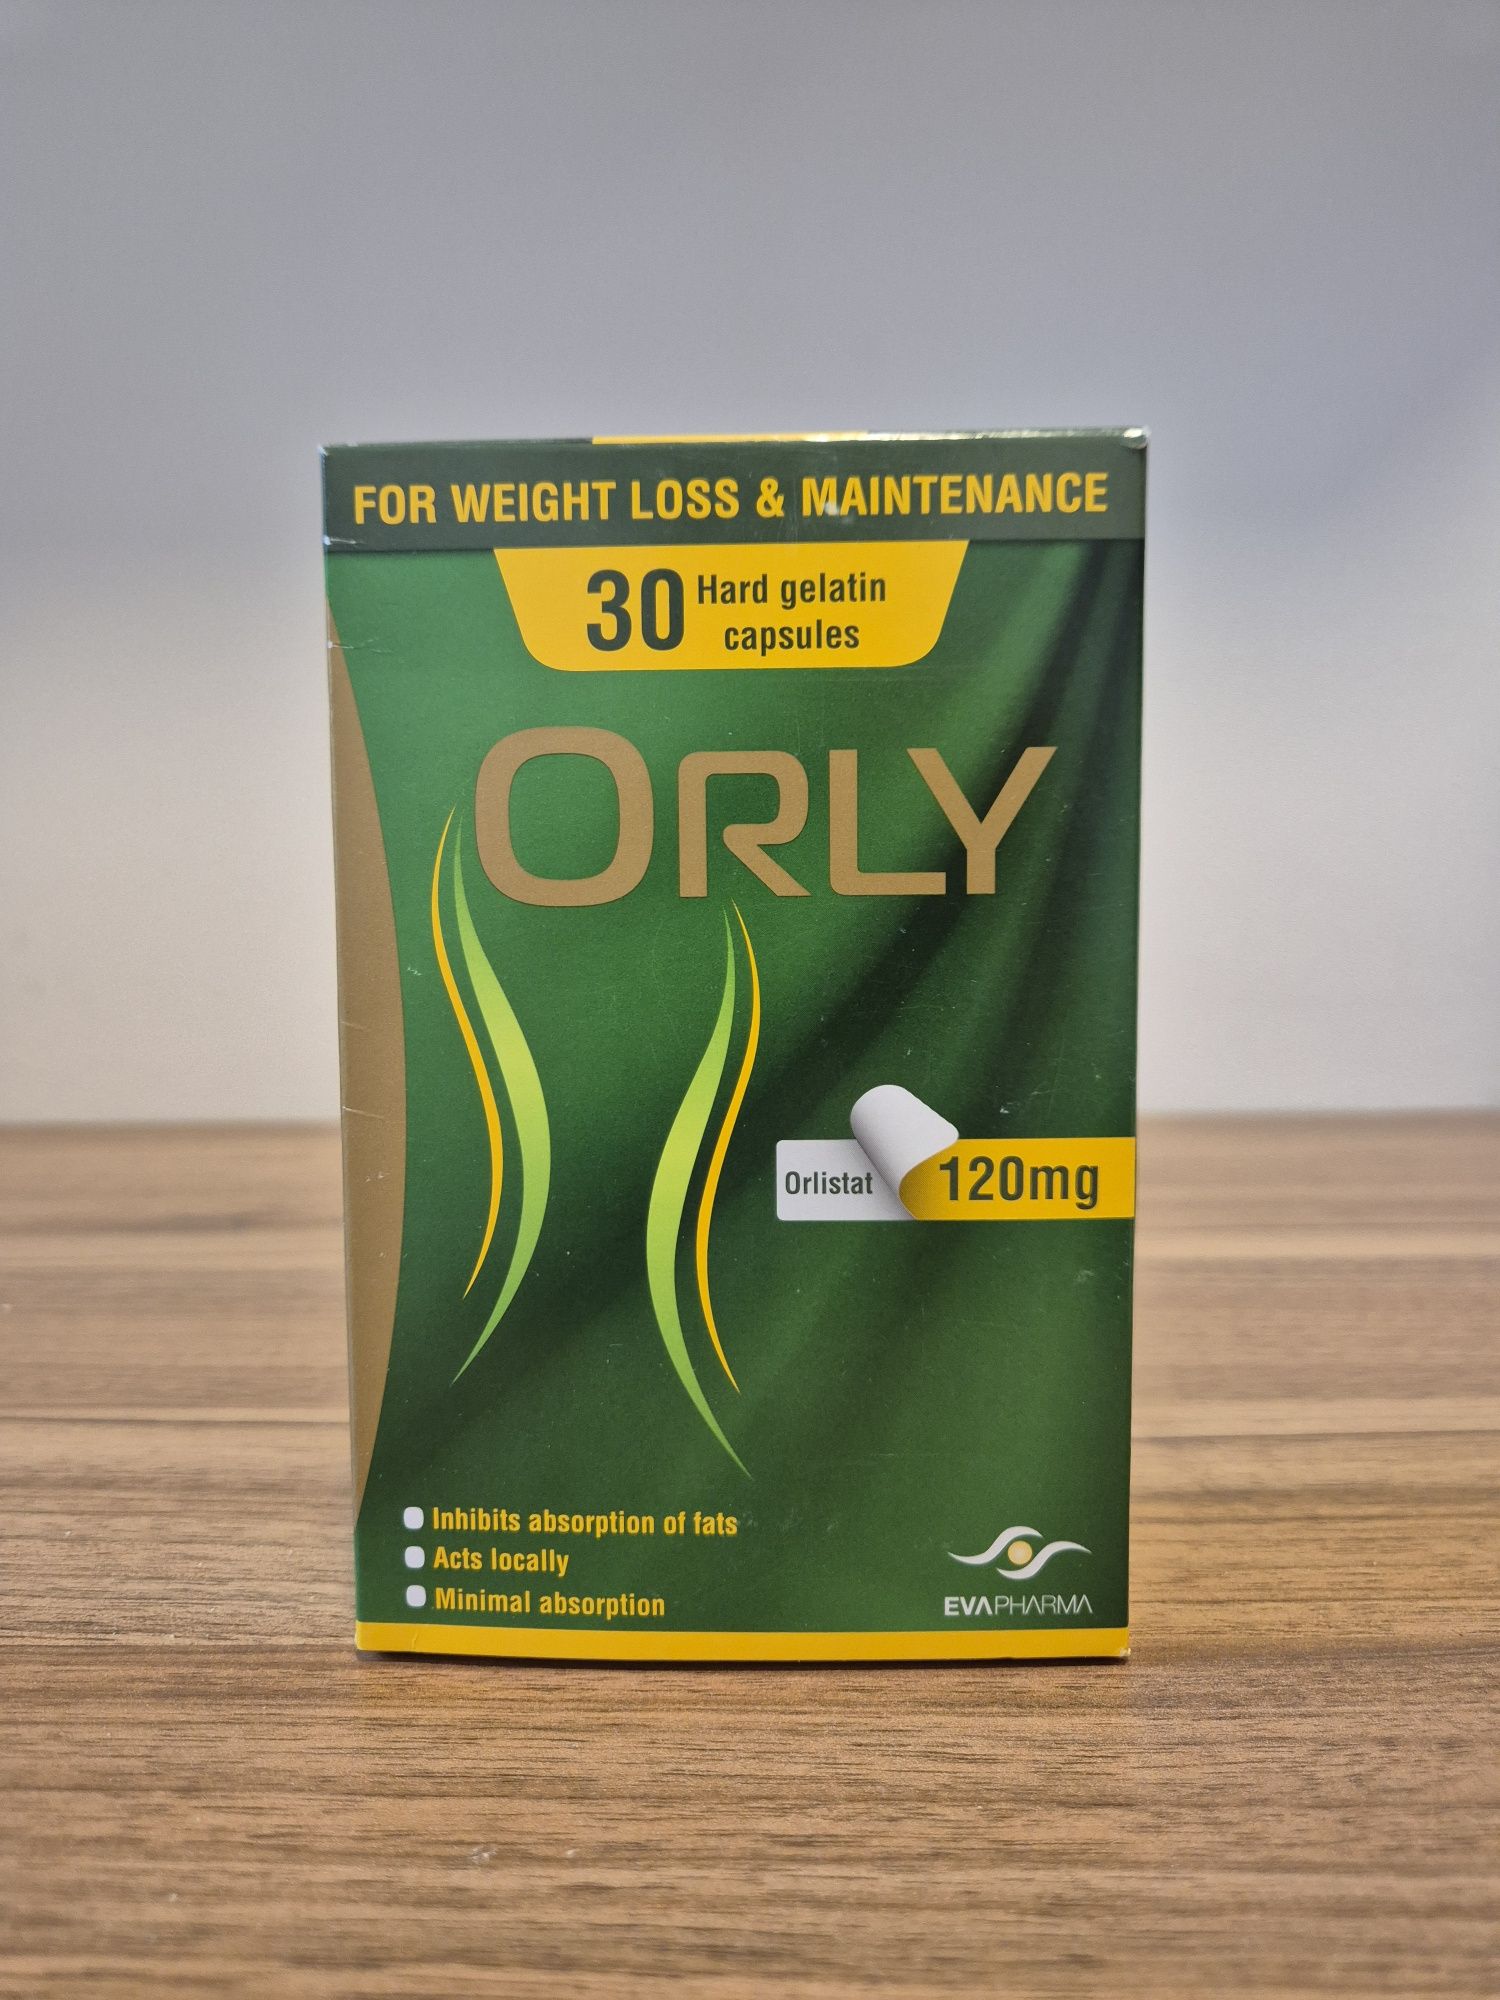 FOR WEIGHT LOSS & MAINTENANCE
30 Hard gelatin
capsules
ORLY
Orlistat 120mg
Inhibits absorption of fats
Acts locally
Minimal absorption
EVAPHARMA